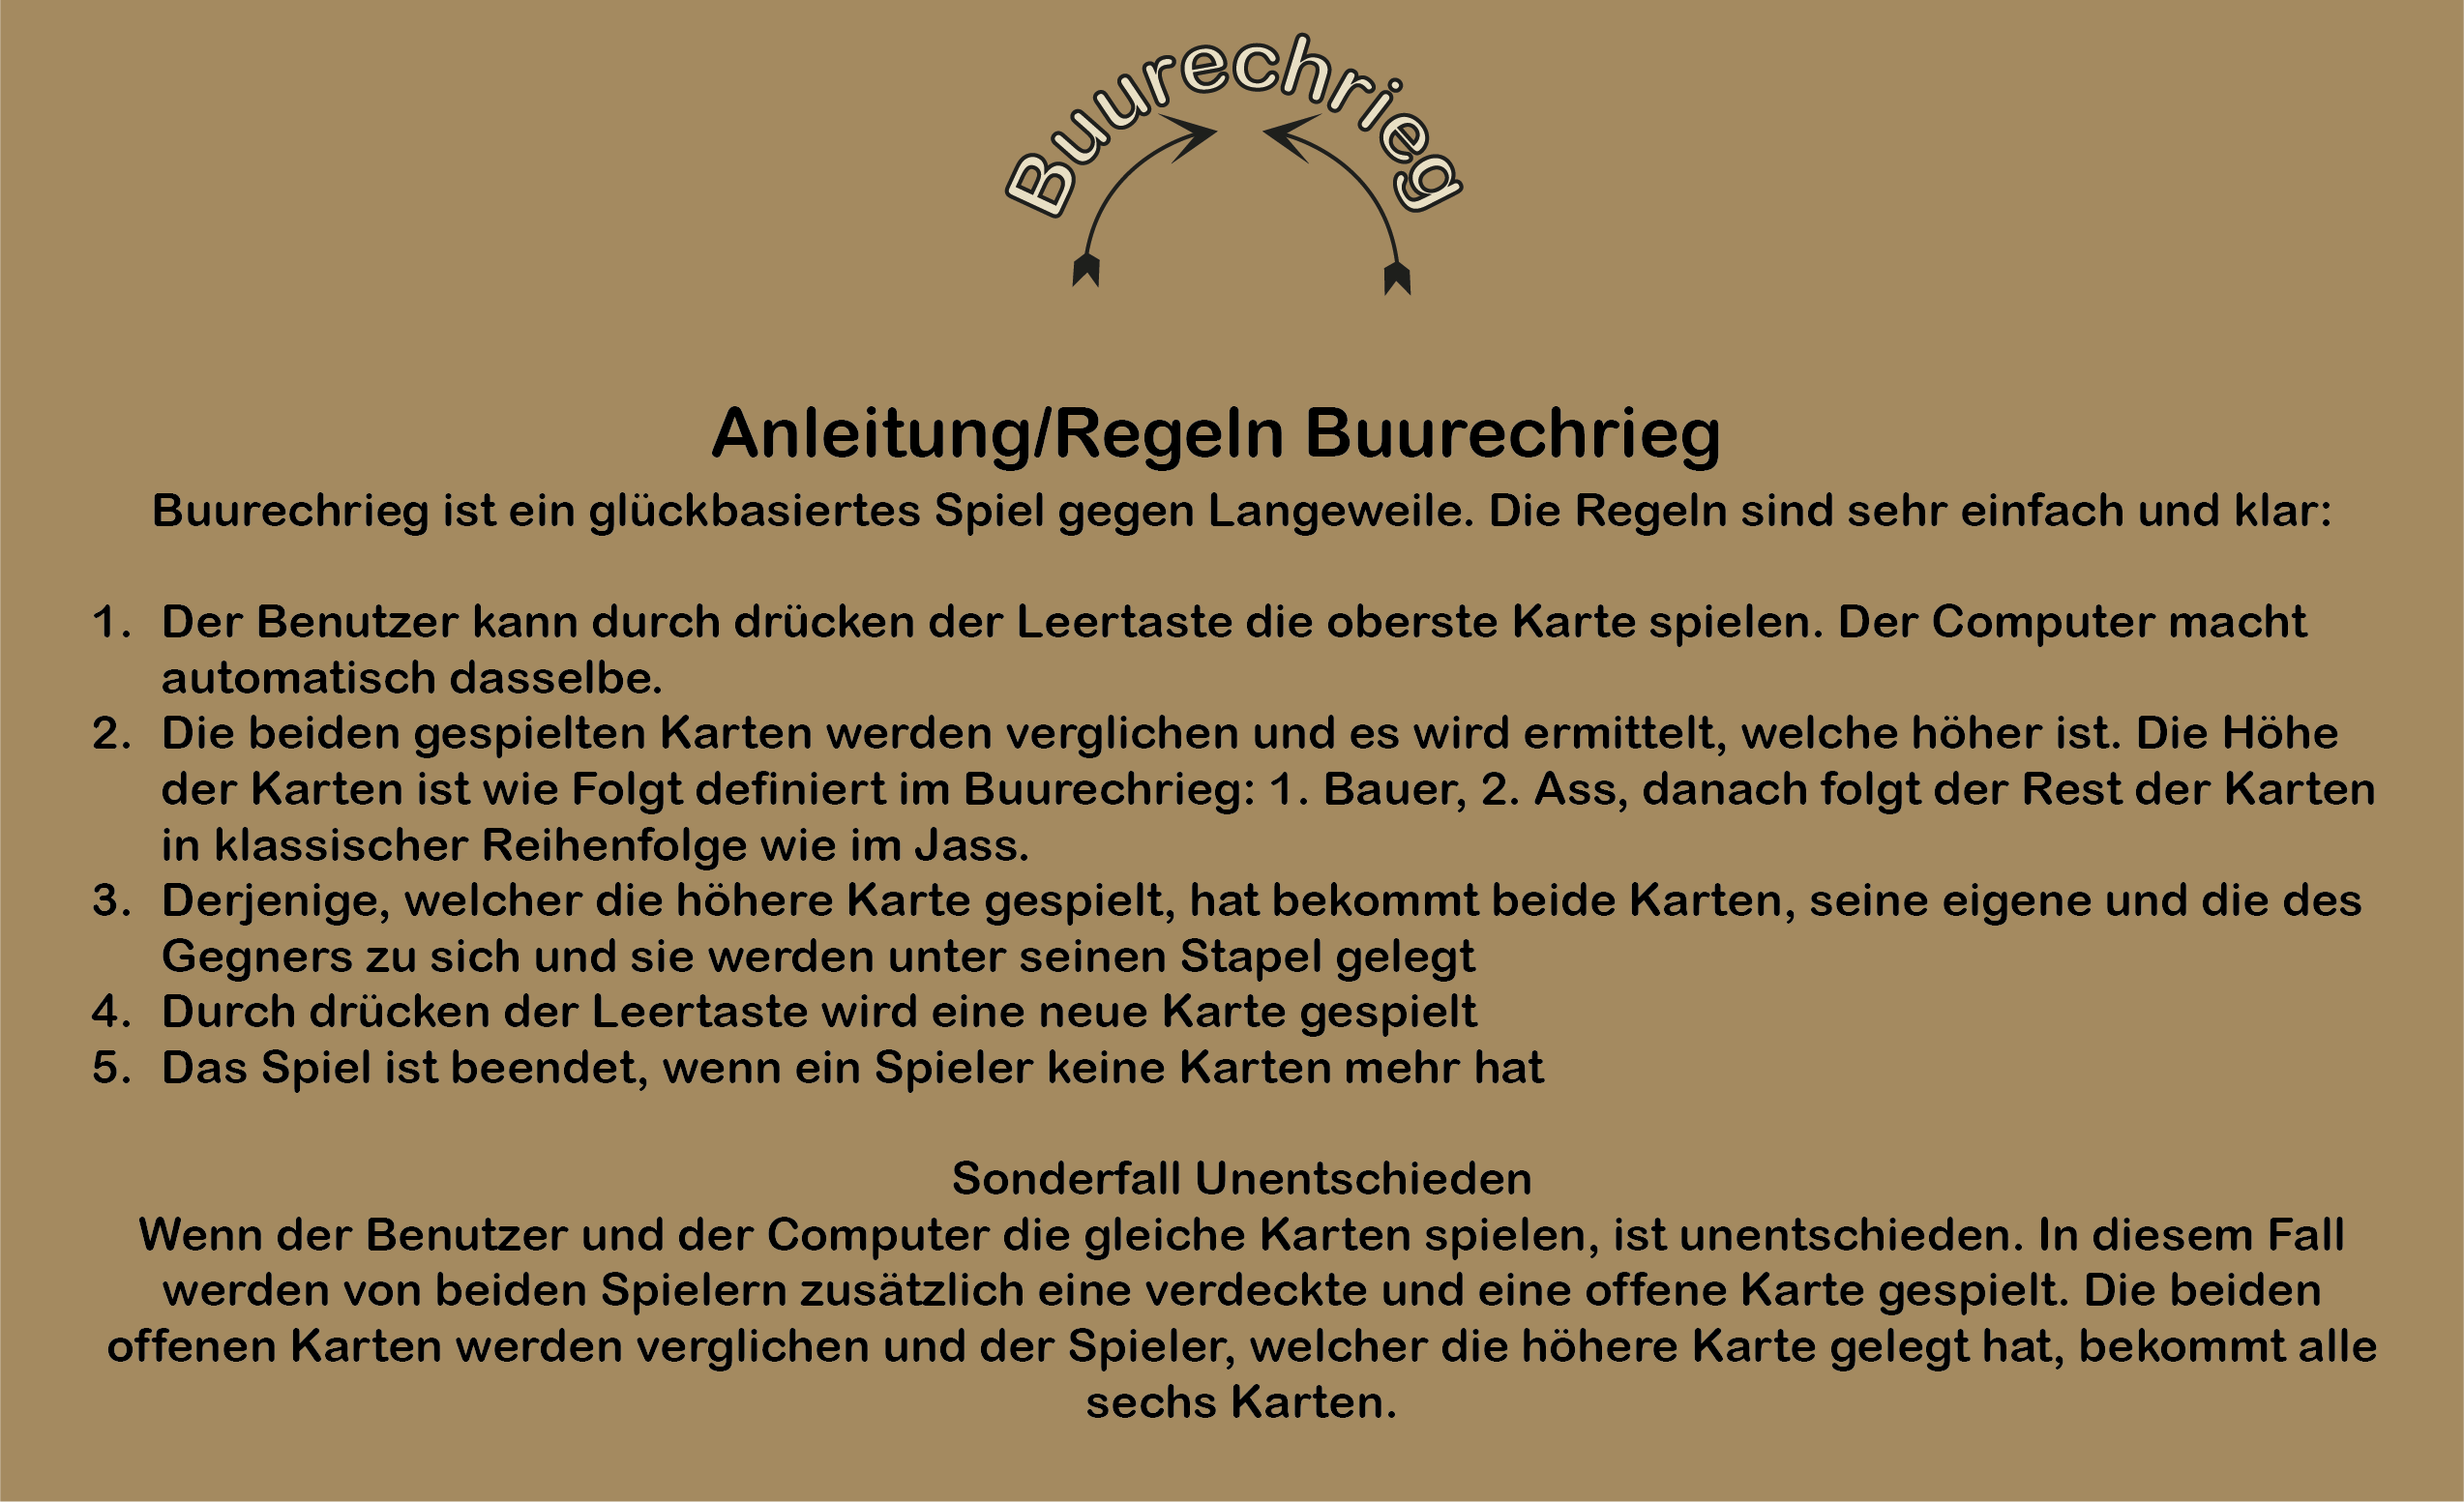 Buurechrieg
Anleitung/Regeln Buurechrieg
Buurechrieg ist ein glückbasiertes Spiel gegen Langeweile. Die Regeln sind sehr einfach und klar:
1. Der Benutzer kann durch drücken der Leertaste die oberste Karte spielen. Der Computer macht
automatisch dasselbe.
2. Die beiden gespielten Karten werden verglichen und es wird ermittelt, welche höher ist. Die Höhe
der Karten ist wie Folgt definiert im Buurechrieg: 1. Bauer, 2. Ass, danach folgt der Rest der Karten
in klassischer Reihenfolge wie im Jass.
3. Derjenige, welcher die höhere Karte gespielt, hat bekommt beide Karten, seine eigene und die des
Gegners zu sich und sie werden unter seinen Stapel gelegt
4. Durch drücken der Leertaste wird eine neue Karte gespielt
5. Das Spiel ist beendet, wenn ein Spieler keine Karten mehr hat
Sonderfall Unentschieden
Wenn der Benutzer und der Computer die gleiche Karten spielen, ist unentschieden. In diesem Fall
werden von beiden Spielern zusätzlich eine verdeckte und eine offene Karte gespielt. Die beiden
offenen Karten werden verglichen und der Spieler, welcher die höhere Karte gelegt hat, bekommt alle
sechs Karten.